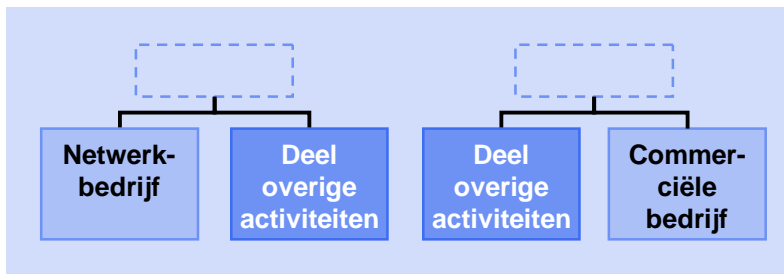 Netwerk-
bedrijf
Deel
overige
activiteiten
Deel
overige
activiteiten
Commer-
ciële
bedrijf